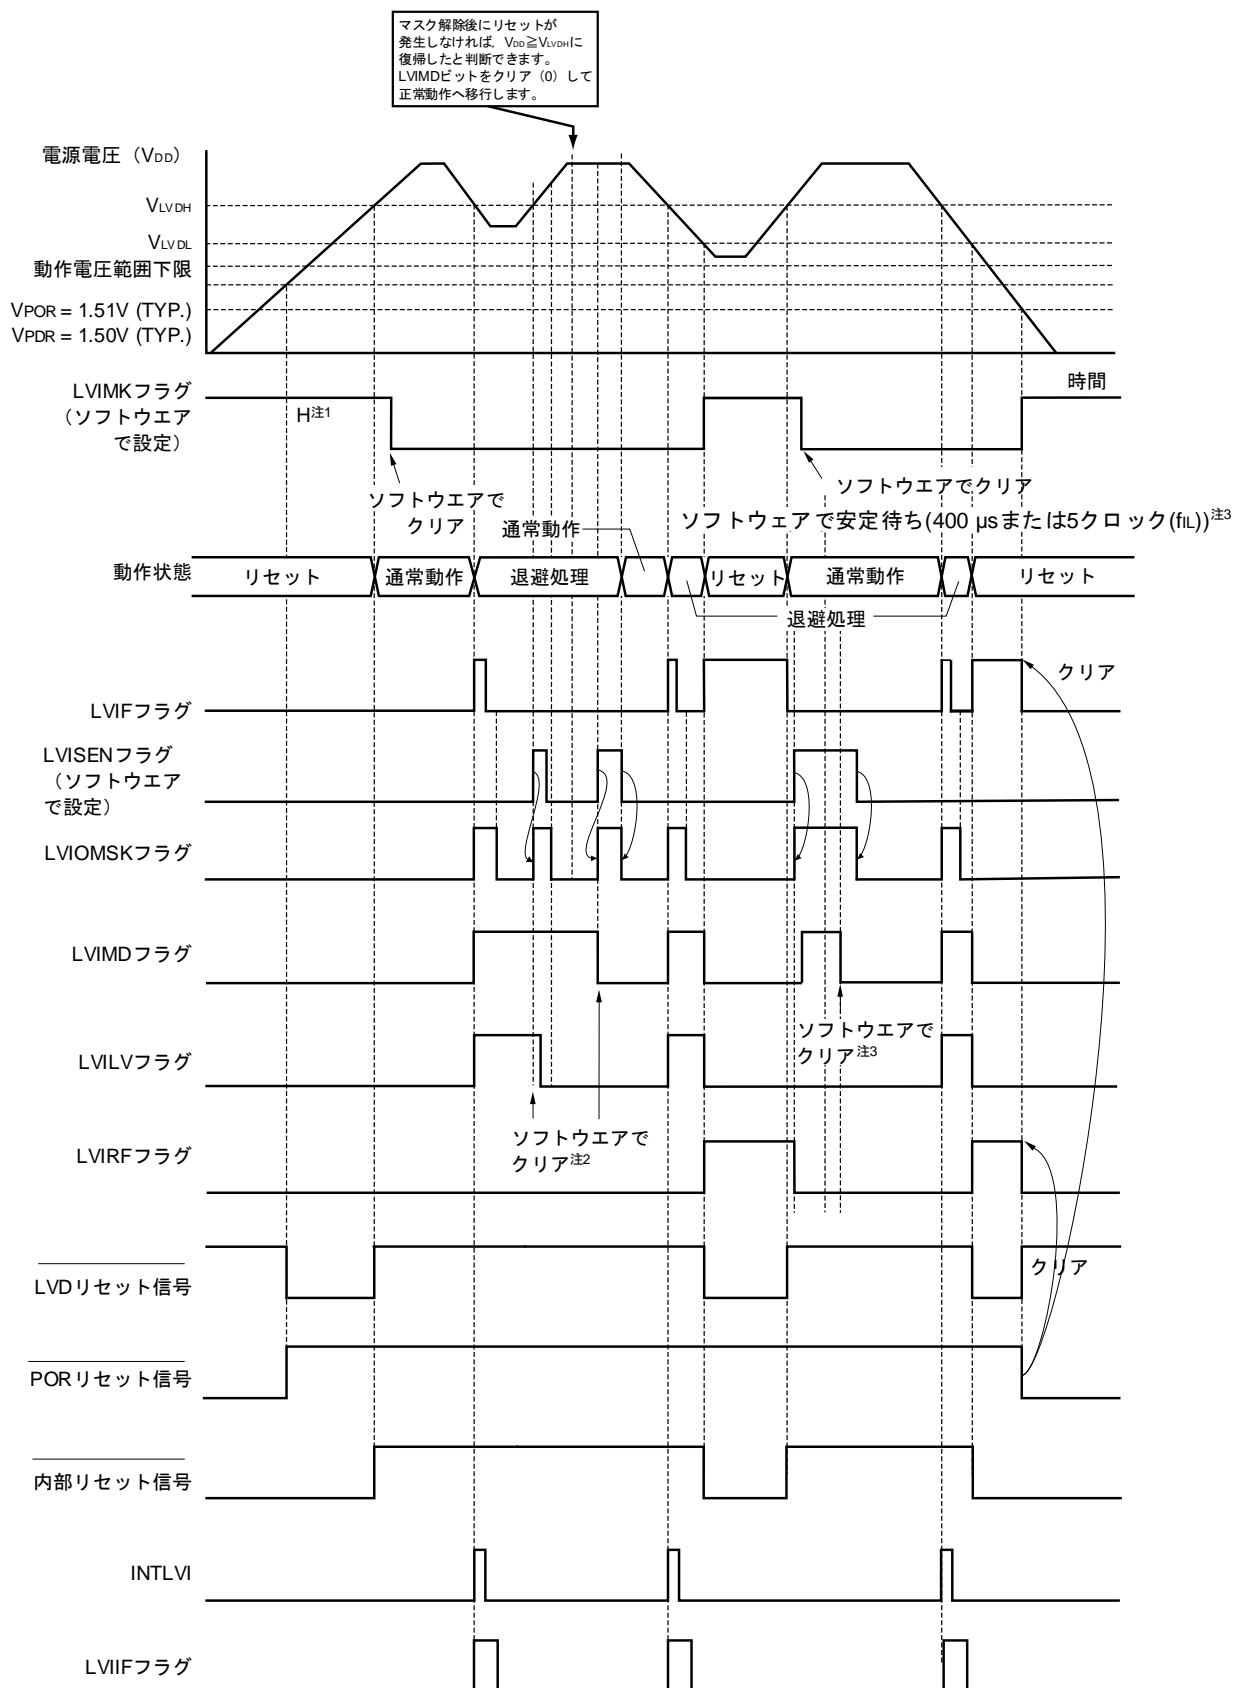 マスク解除後にリセットが
発生しなければ，VDD≧VLVDHに
復帰したと判断できます。
LVIMDビットをクリア（0）して
正常動作へ移行します。
電源電圧（VDD）
VLVDH
VLVDL
動作電圧範囲下限
VPOR = 1.51V (TYP.)
VPDR = 1.50V (TYP.)
時間
LVIMKフラグ
（ソフトウエア
で設定）
H注1
ソフトウエアで
クリア
ソフトウエアでクリア
ソフトウェアで安定待ち(400 µsまたは5クロック(fIL))注3
通常動作
動作状態
リセット
通常動作
退避処理
リセット
通常動作
リセット
退避処理
クリア
LVIFフラグ
LVISENフラグ
（ソフトウエア
で設定）
LVIOMSKフラグ
LVIMDフラグ
ソフトウエアで
クリア注3
LVILVフラグ
ソフトウエアで
クリア注2
LVIRFフラグ
クリア
LVDリセット信号
PORリセット信号
内部リセット信号
INTLVI
LVIIFフラグ